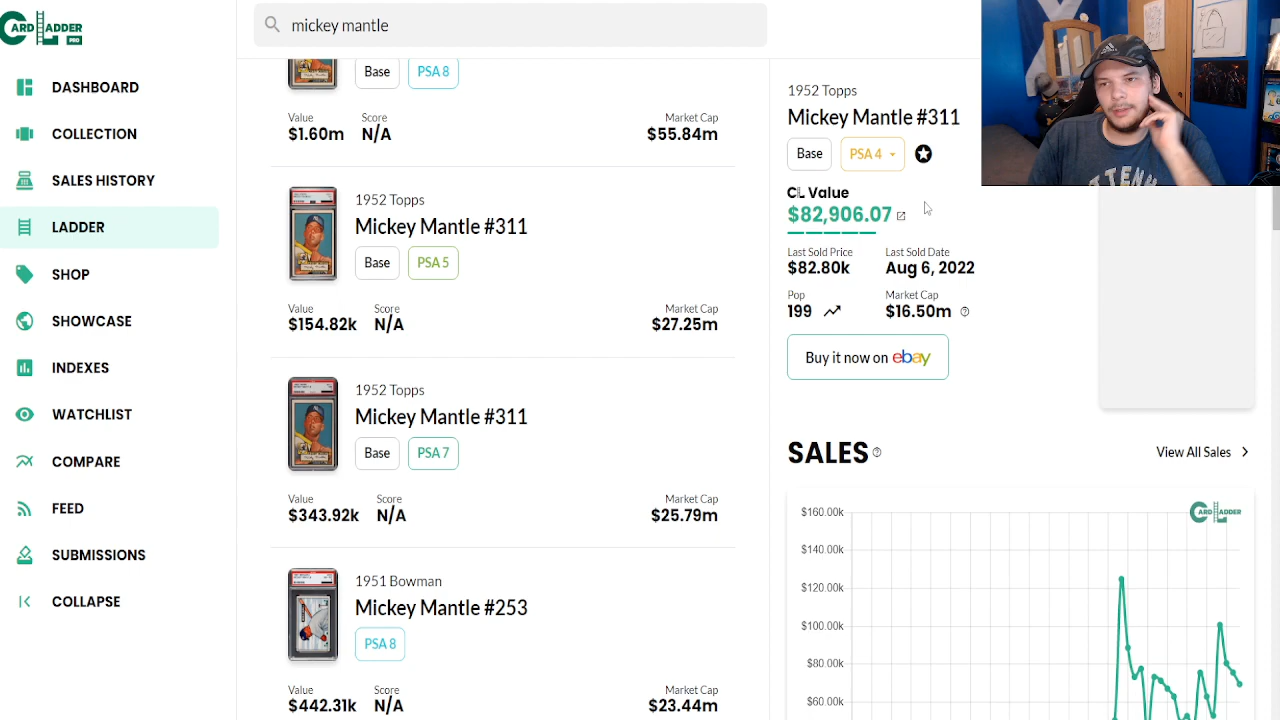 CARD LADDER
PRO
DASHBOARD
COLLECTION
SALES HISTORY
LADDER
SHOP
SHOWCASE
INDEXES
WATCHLIST
COMPARE
FEED
SUBMISSIONS
COLLAPSE
mickey mantle
Base PSA 8
Value Score Market Cap
$1.60m N/A $55.84m
1952 Topps
Mickey Mantle #311
Base PSA 5
Value Score Market Cap
$154.82k N/A $27.25m
1952 Topps
Mickey Mantle #311
Base PSA 7
Value Score Market Cap
$343.92k N/A $25.79m
1951 Bowman
Mickey Mantle #253
PSA 8
Value Score Market Cap
$442.31k N/A $23.44m
1952 Topps
Mickey Mantle #311
Base PSA 4
CL Value
$82,906.07
Last Sold Price Last Sold Date
$82.80k Aug 6, 2022
Pop Market Cap
199 $16.50m
Buy it now on ebay
SALES View All Sales
CARD LADDER
$160.00k
$140.00k
$120.00k
$100.00k
$80.00k
$60.00k